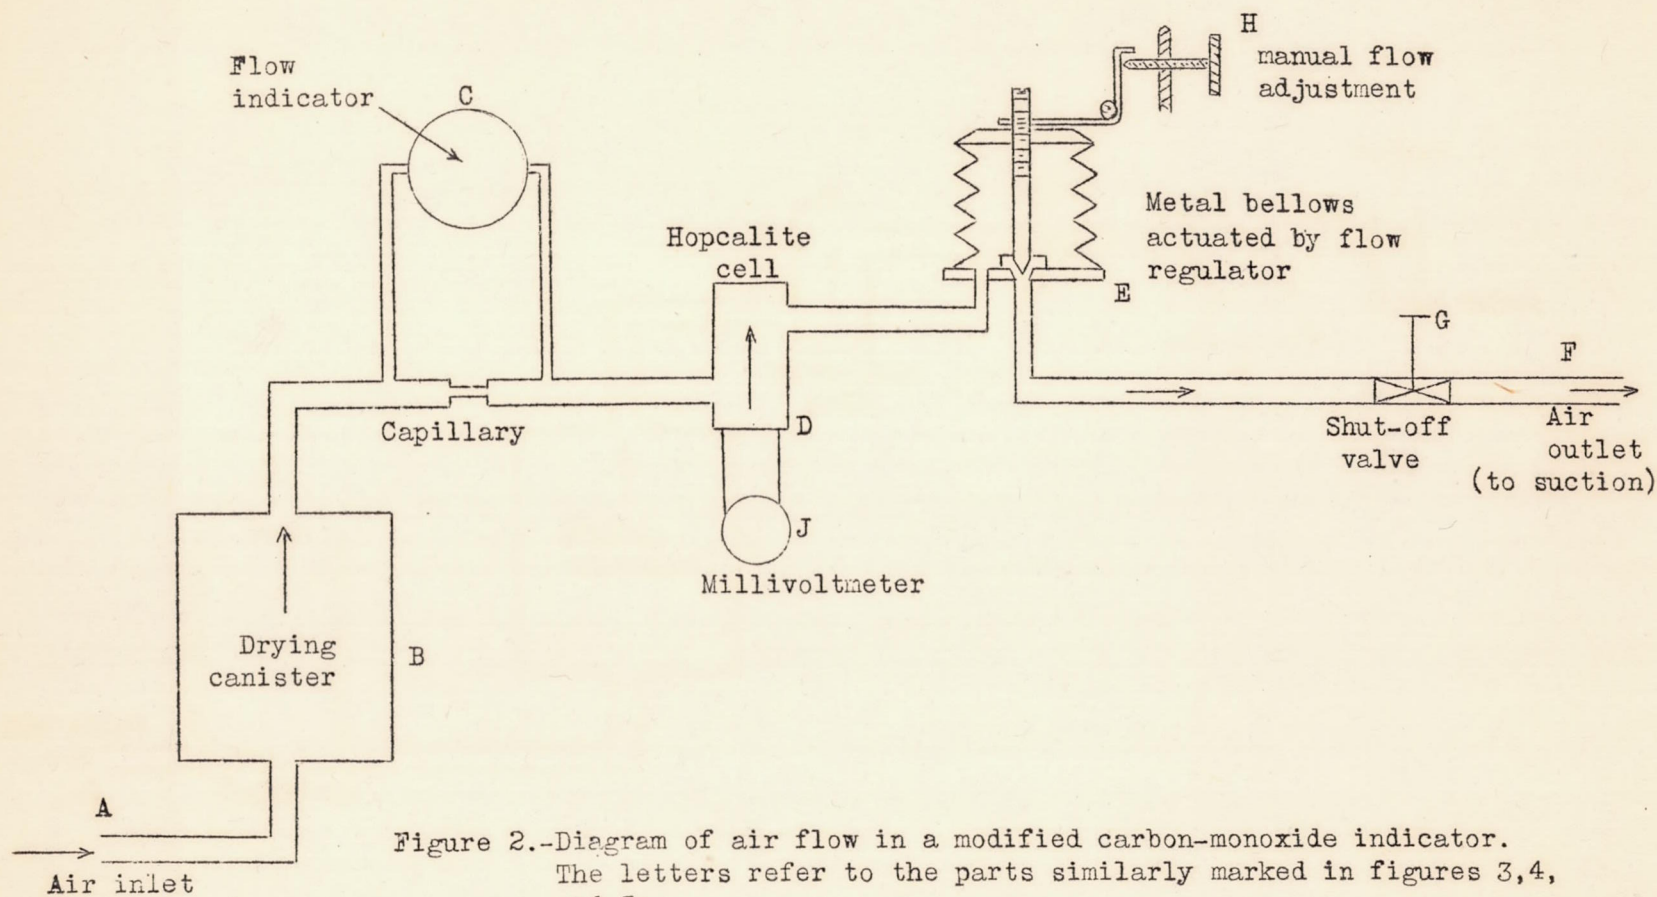 H
manual flow
adjustment
Flow
indicator
C
Metal bellows
actuated by flow
regulator
E
Hopcalite
cell
G
F
Capillary
D
Shut-off
valve
Air
outlet
(to suction)
J
Millivoltmeter
Drying
canister
B
A
Air inlet
Figure 2.-Diagram of air flow in a modified carbon-monoxide indicator.
The letters refer to the parts similarly marked in figures 3,4,